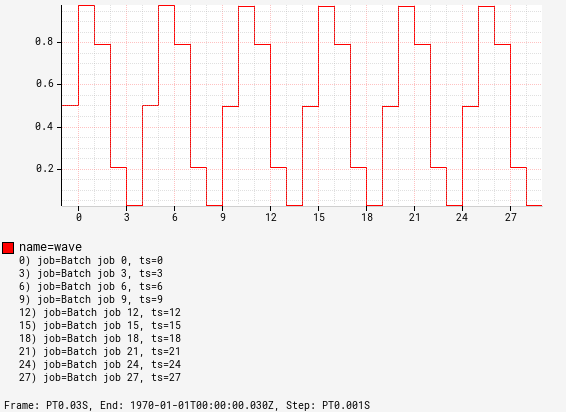 0.8
0.6
0.4
0.2
0 3 6 9 12 15 18 21 24 27
name=wave
0) job=Batch job 0, ts=0
3) job=Batch job 3, ts=3
6) job=Batch job 6, ts=6
9) job=Batch job 9, ts=9
12) job=Batch job 12, ts=12
15) job=Batch job 15, ts=15
18) job=Batch job 18, ts=18
21) job=Batch job 21, ts=21
24) job=Batch job 24, ts=24
27) job=Batch job 27, ts=27
Frame: PT0.03S, End: 1970-01-01T00:00:00.030Z, Step: PT0.001S